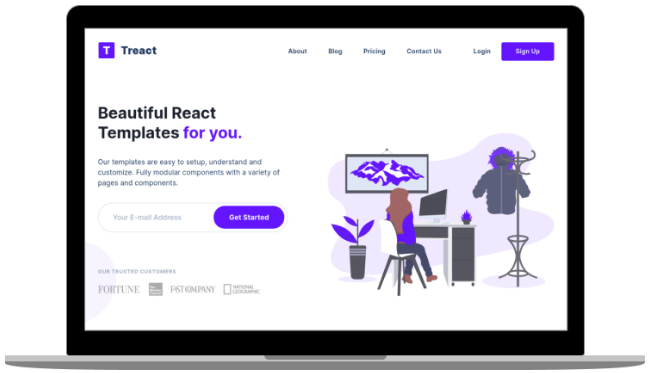 T Treact
About Blog Pricing Contact Us Login Sign Up
Beautiful React
Templates for you.
Our templates are easy to setup, understand and
customize. Fully modular components with a variety of
pages and components.
Your E-mail Address Get Started
OUR TRUSTED CUSTOMERS
FORTUNE FAST COMPANY NATIONAL
GEOGRAPHIC